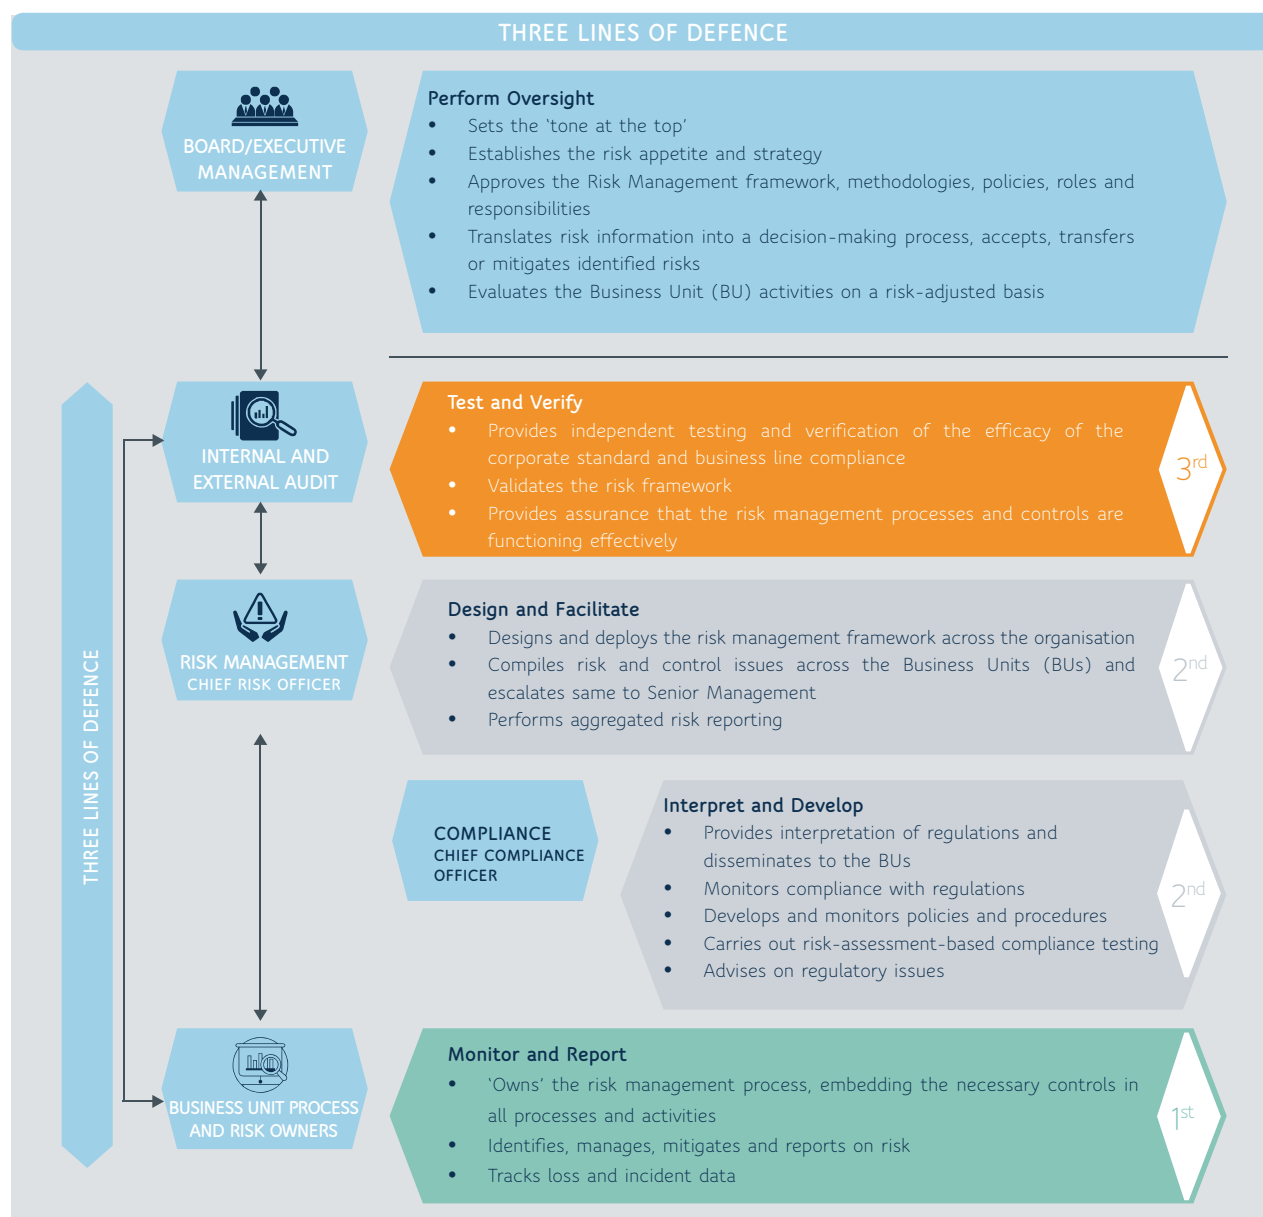 THREE LINES OF DEFENCE
BOARD/EXECUTIVE
MANAGEMENT
Perform Oversight
• Sets the ‘tone at the top’
• Establishes the risk appetite and strategy
• Approves the Risk Management framework, methodologies, policies, roles and
responsibilities
• Translates risk information into a decision-making process, accepts, transfers
or mitigates identified risks
• Evaluates the Business Unit (BU) activities on a risk-adjusted basis
THREE LINES OF DEFENCE
INTERNAL AND
EXTERNAL AUDIT
Test and Verify
• Provides independent testing and verification of the efficacy of the
corporate standard and business line compliance
• Validates the risk framework
• Provides assurance that the risk management processes and controls are
functioning effectively
3rd
RISK MANAGEMENT
CHIEF RISK OFFICER
Design and Facilitate
• Designs and deploys the risk management framework across the organisation
• Compiles risk and control issues across the Business Units (BUs) and
escalates same to Senior Management
• Performs aggregated risk reporting
2nd
COMPLIANCE
CHIEF COMPLIANCE
OFFICER
Interpret and Develop
• Provides interpretation of regulations and
disseminates to the BUs
• Monitors compliance with regulations
• Develops and monitors policies and procedures
• Carries out risk-assessment-based compliance testing
• Advises on regulatory issues
2nd
BUSINESS UNIT PROCESS
AND RISK OWNERS
Monitor and Report
• ‘Owns’ the risk management process, embedding the necessary controls in
all processes and activities
• Identifies, manages, mitigates and reports on risk
• Tracks loss and incident data
1st